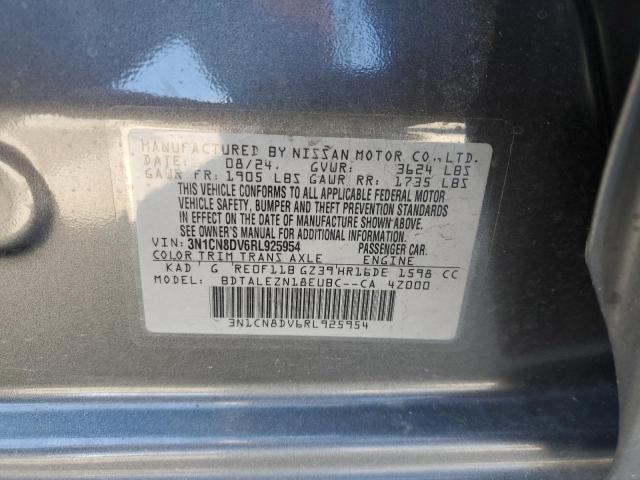 MANUFACTURED BY NISSAN MOTOR CO., LTD.
DATE: 08/24. GVWR: 3624 LBS
GAWR FR: 1905 LBS GAWR RR: 1735 LBS
THIS VEHICLE CONFORMS TO ALL APPLICABLE FEDERAL MOTOR
VEHICLE SAFETY, BUMPER AND THEFT PREVENTION STANDARDS
IN EFFECT ON THE DATE OF MANUFACTURE SHOWN ABOVE.
SEE OWNER'S MANUAL FOR ADDITIONAL INFORMATION.
VIN: 3N1CN8DV6RL925954 PASSENGER CAR.
COLOR TRIM TRANS AXLE ENGINE
KAD G RE0F11B GZ39 HR16DE 1598 CC
MODEL: BDTALEZN18EUBC--CA 4Z000
3N1CN8DV6RL925954